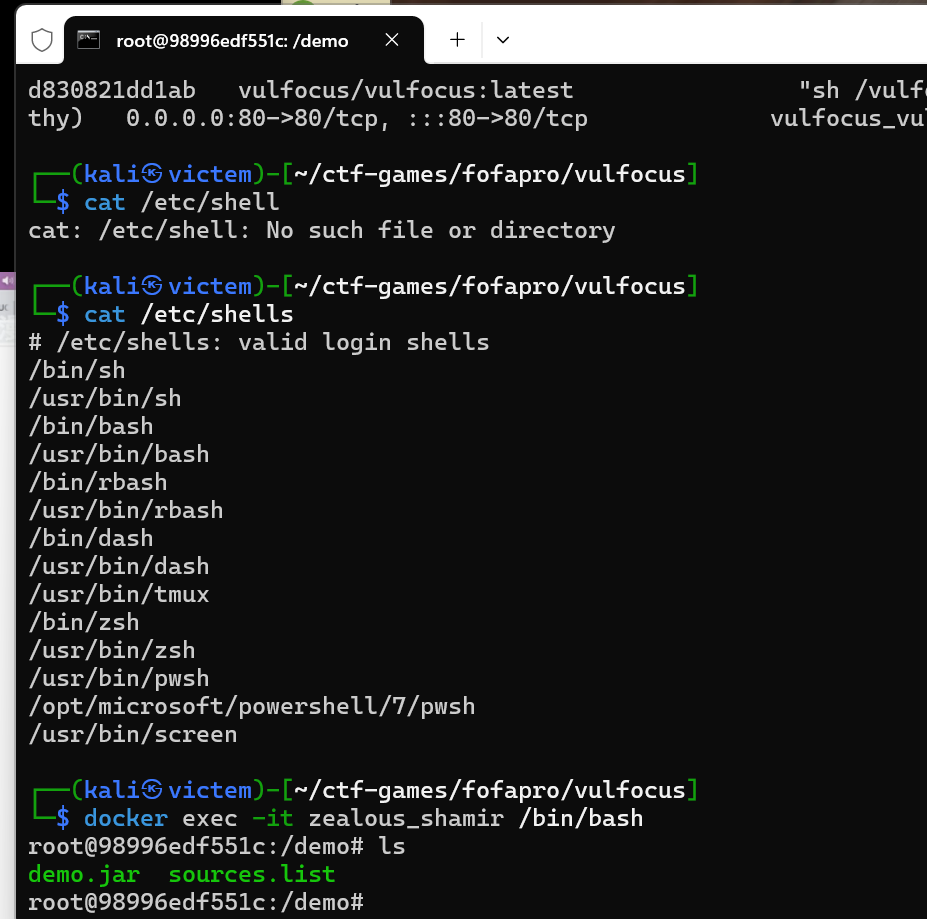 root@98996edf551c: /demo
d830821dd1ab   vulfocus/vulfocus:latest                "sh /vulf
thy)   0.0.0.0:80->80/tcp, :::80->80/tcp             vulfocus_vul
┌──(kali㉿victem)-[~/ctf-games/fofapro/vulfocus]
└─$ cat /etc/shell
cat: /etc/shell: No such file or directory
┌──(kali㉿victem)-[~/ctf-games/fofapro/vulfocus]
└─$ cat /etc/shells
# /etc/shells: valid login shells
/bin/sh
/usr/bin/sh
/bin/bash
/usr/bin/bash
/bin/rbash
/usr/bin/rbash
/bin/dash
/usr/bin/dash
/usr/bin/tmux
/bin/zsh
/usr/bin/zsh
/usr/bin/pwsh
/opt/microsoft/powershell/7/pwsh
/usr/bin/screen
┌──(kali㉿victem)-[~/ctf-games/fofapro/vulfocus]
└─$ docker exec -it zealous_shamir /bin/bash
root@98996edf551c:/demo# ls
demo.jar  sources.list
root@98996edf551c:/demo#